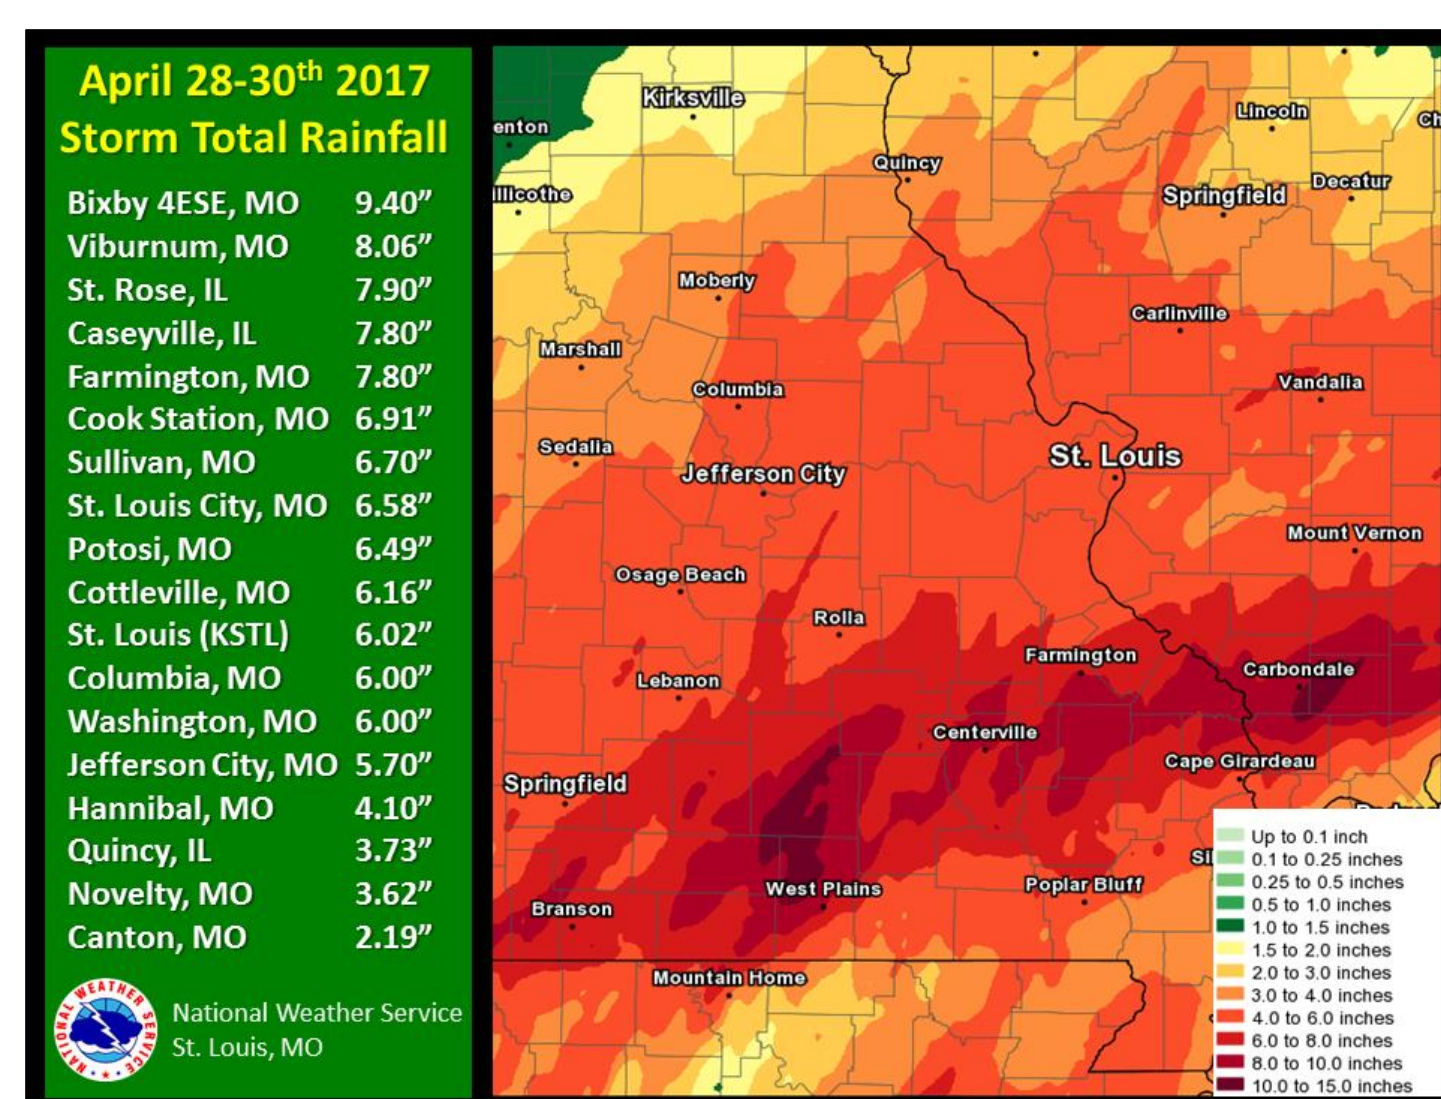 April 28-30th 2017
Storm Total Rainfall
Bixby 4ESE, MO 9.40”
Viburnum, MO 8.06”
St. Rose, IL 7.90”
Caseyville, IL 7.80”
Farmington, MO 7.80”
Cook Station, MO 6.91”
Sullivan, MO 6.70”
St. Louis City, MO 6.58”
Potosi, MO 6.49”
Cottleville, MO 6.16”
St. Louis (KSTL) 6.02”
Columbia, MO 6.00”
Washington, MO 6.00”
Jefferson City, MO 5.70”
Hannibal, MO 4.10”
Quincy, IL 3.73”
Novelty, MO 3.62”
Canton, MO 2.19”
NATIONAL WEATHER SERVICE
National Weather Service
St. Louis, MO
Kirksville
Lincoln
enton
Ch
Quincy
Springfield
Decatur
illicothe
Moberly
Carlinville
Marshall
Columbia
Vandalia
Sedalia
St. Louis
Jefferson City
Mount Vernon
Osage Beach
Rolla
Farmington
Carbondale
Lebanon
Centerville
Cape Girardeau
Springfield
West Plains
Poplar Bluff
Branson
Mountain Home
Up to 0.1 inch
0.1 to 0.25 inches
0.25 to 0.5 inches
0.5 to 1.0 inches
1.0 to 1.5 inches
1.5 to 2.0 inches
2.0 to 3.0 inches
3.0 to 4.0 inches
4.0 to 6.0 inches
6.0 to 8.0 inches
8.0 to 10.0 inches
10.0 to 15.0 inches